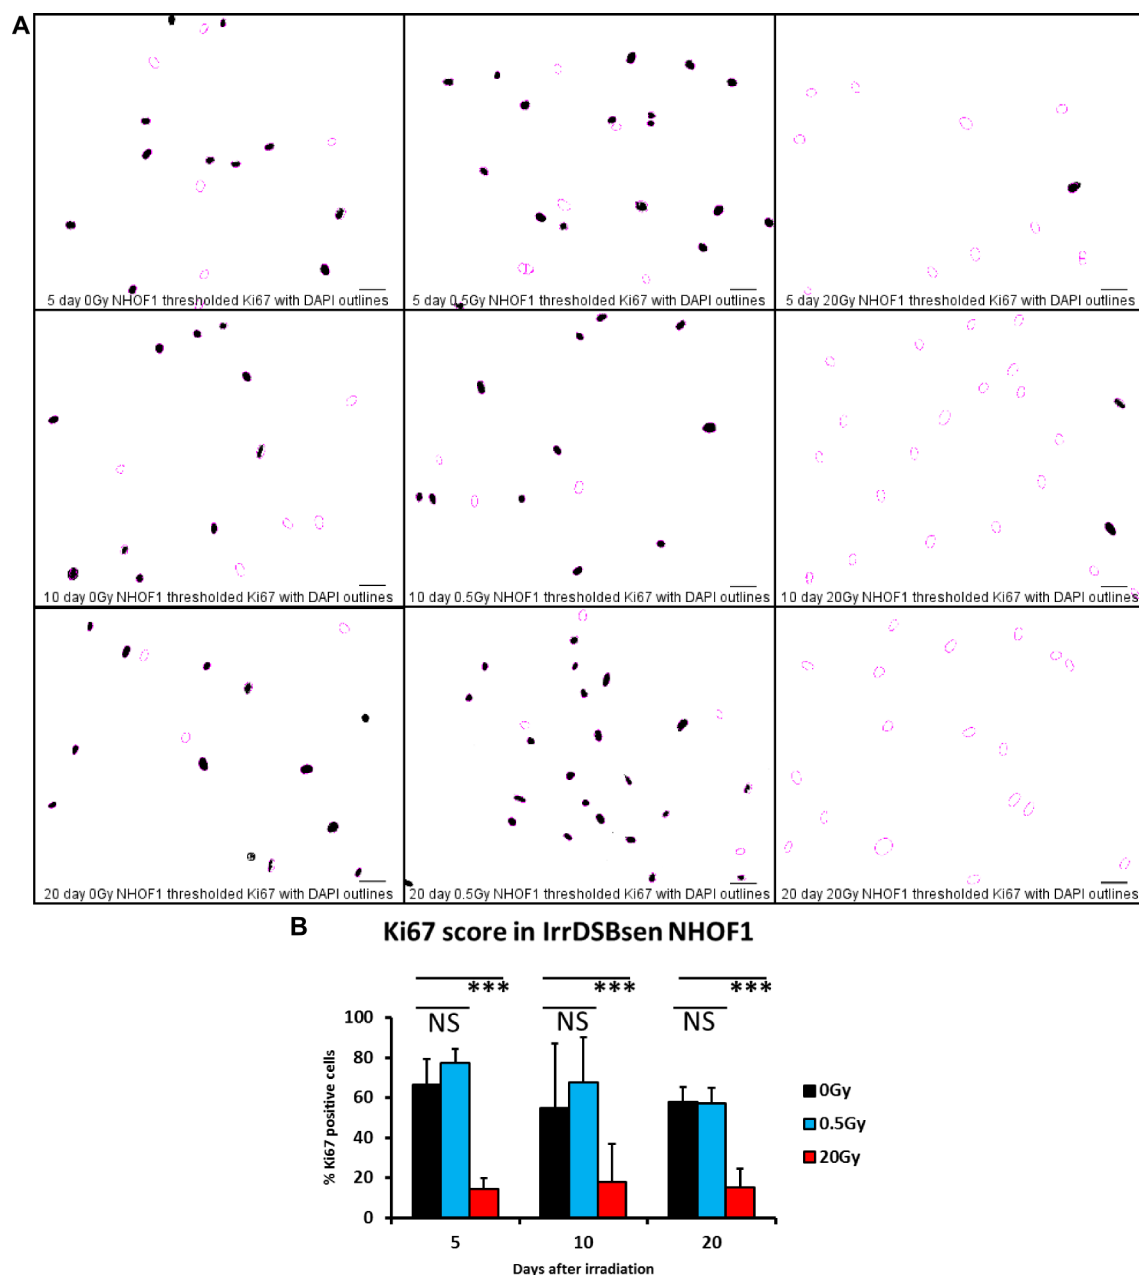 A
5 day 0Gy NHOF1 thresholded Ki67 with DAPI outlines
5 day 0.5Gy NHOF1 thresholded Ki67 with DAPI outlines
5 day 20Gy NHOF1 thresholded Ki67 with DAPI outlines
10 day 0Gy NHOF1 thresholded Ki67 with DAPI outlines
10 day 0.5Gy NHOF1 thresholded Ki67 with DAPI outlines
10 day 20Gy NHOF1 thresholded Ki67 with DAPI outlines
20 day 0Gy NHOF1 thresholded Ki67 with DAPI outlines
20 day 0.5Gy NHOF1 thresholded Ki67 with DAPI outlines
20 day 20Gy NHOF1 thresholded Ki67 with DAPI outlines
B
Ki67 score in IrrDSBsen NHOF1
*** *** ***
NS NS NS
% Ki67 positive cells
100
80
60
40
20
0
5 10 20
Days after irradiation
0Gy
0.5Gy
20Gy